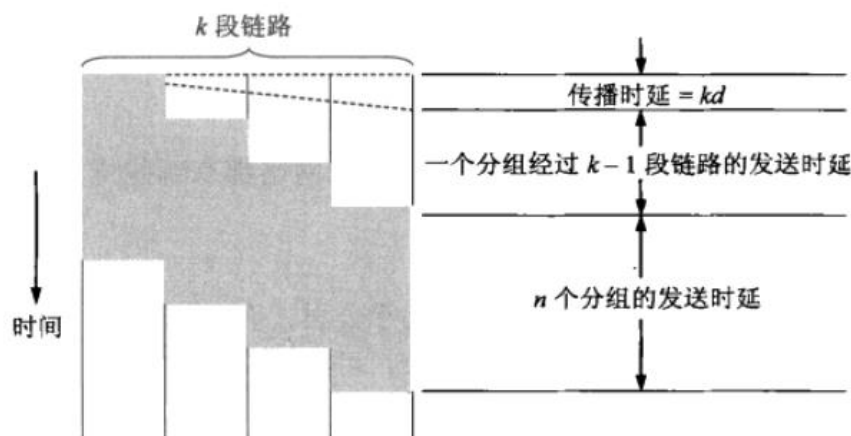 k 段链路
传播时延 = kd
一个分组经过 k – 1 段链路的发送时延
n 个分组的发送时延
时间